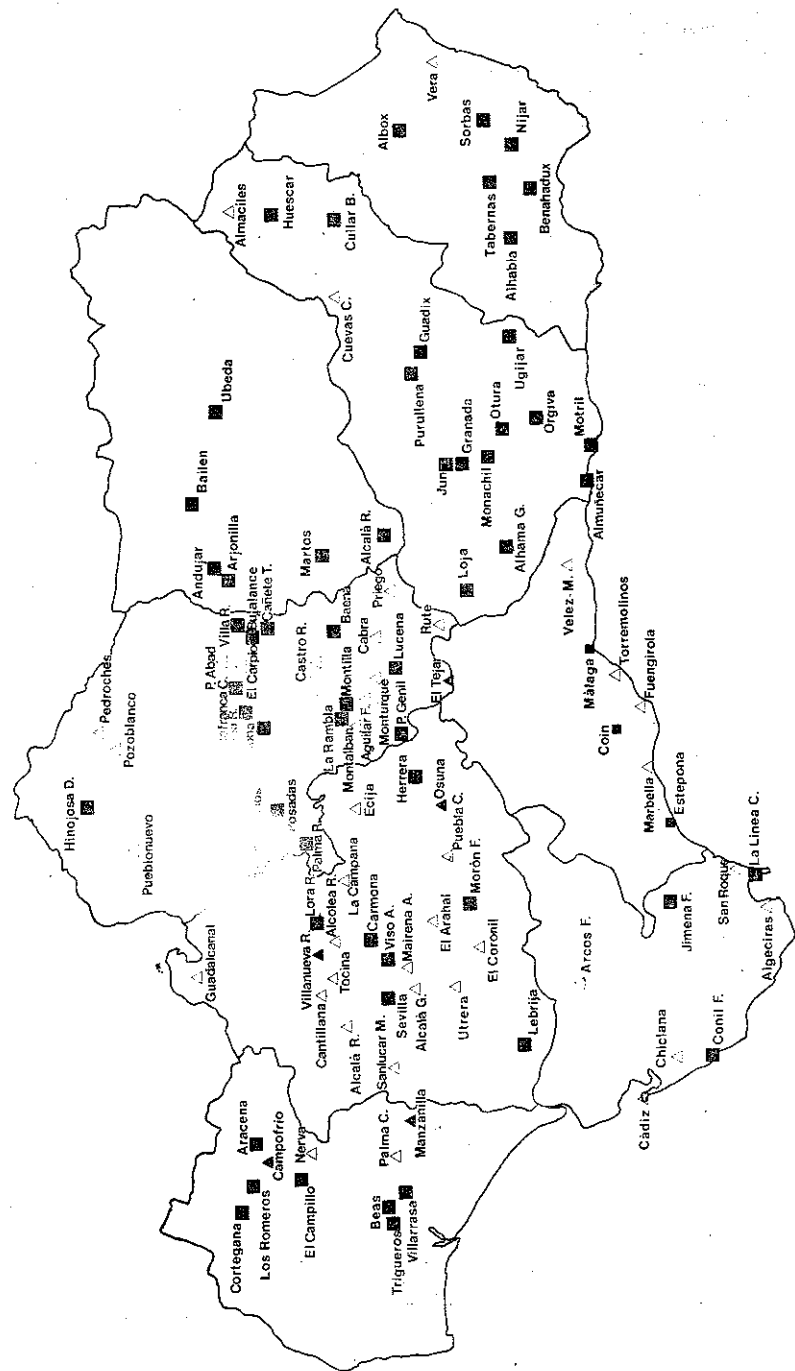 Hinojosa D.
Pedroches
Pozoblanco
Pueblonuevo
Guadalcanal
Cortegana
Los Romeros
Aracena
Campofrio
El Campillo
Nerva
Beas
Trigueros
Villarrasa
Palma C.
Manzanilla
Villanueva R.
Lora R.
Cantillana
Tocina
Alcolea R.
Alcalá R.
La Campana
Carmona
Viso A.
Sanlucar M.
Sevilla
Mairena A.
Alcalá G.
El Arahal
Utrera
El Coronil
Morón F.
Puebla C.
Osuna
Herrera
Ecija
Lebrija
Palma R.
P. Abad
Villa R.
El Corpio
Bujalance
Cañete T.
Castro R.
La Rambla
Montalban
Montilla
Baena
Aguilar F.
Cabra
Monturque
Priego
Lucena
P. Genil
Rute
El Tejar
Andujar
Arjonilla
Bailen
Ubeda
Martos
Alcalá R.
Almaciles
Huescar
Cullar B.
Cuevas C.
Guadix
Purullena
Jun
Granada
Monachil
Otura
Loja
Alhama G.
Orgiva
Ugijar
Motril
Almuñecar
Albox
Vera
Sorbas
Nijar
Tabernas
Benahadux
Alhabia
Velez-M.
Málaga
Torremolinos
Fuengirola
Coin
Marbella
Estepona
Arcos F.
Jimena F.
San Roque
La Línea C.
Algeciras
Chiclana
Conil F.
Cádiz